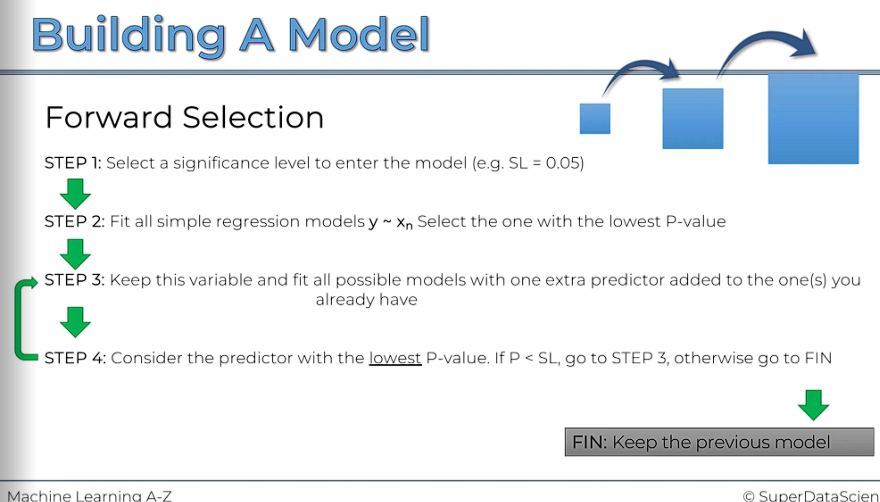 Building A Model
Forward Selection
STEP 1: Select a significance level to enter the model (e.g. SL = 0.05)
STEP 2: Fit all simple regression models y ~ xₙ Select the one with the lowest P-value
STEP 3: Keep this variable and fit all possible models with one extra predictor added to the one(s) you
already have
STEP 4: Consider the predictor with the lowest P-value. If P < SL, go to STEP 3, otherwise go to FIN
FIN: Keep the previous model
Machine Learning A-Z
© SuperDataScien